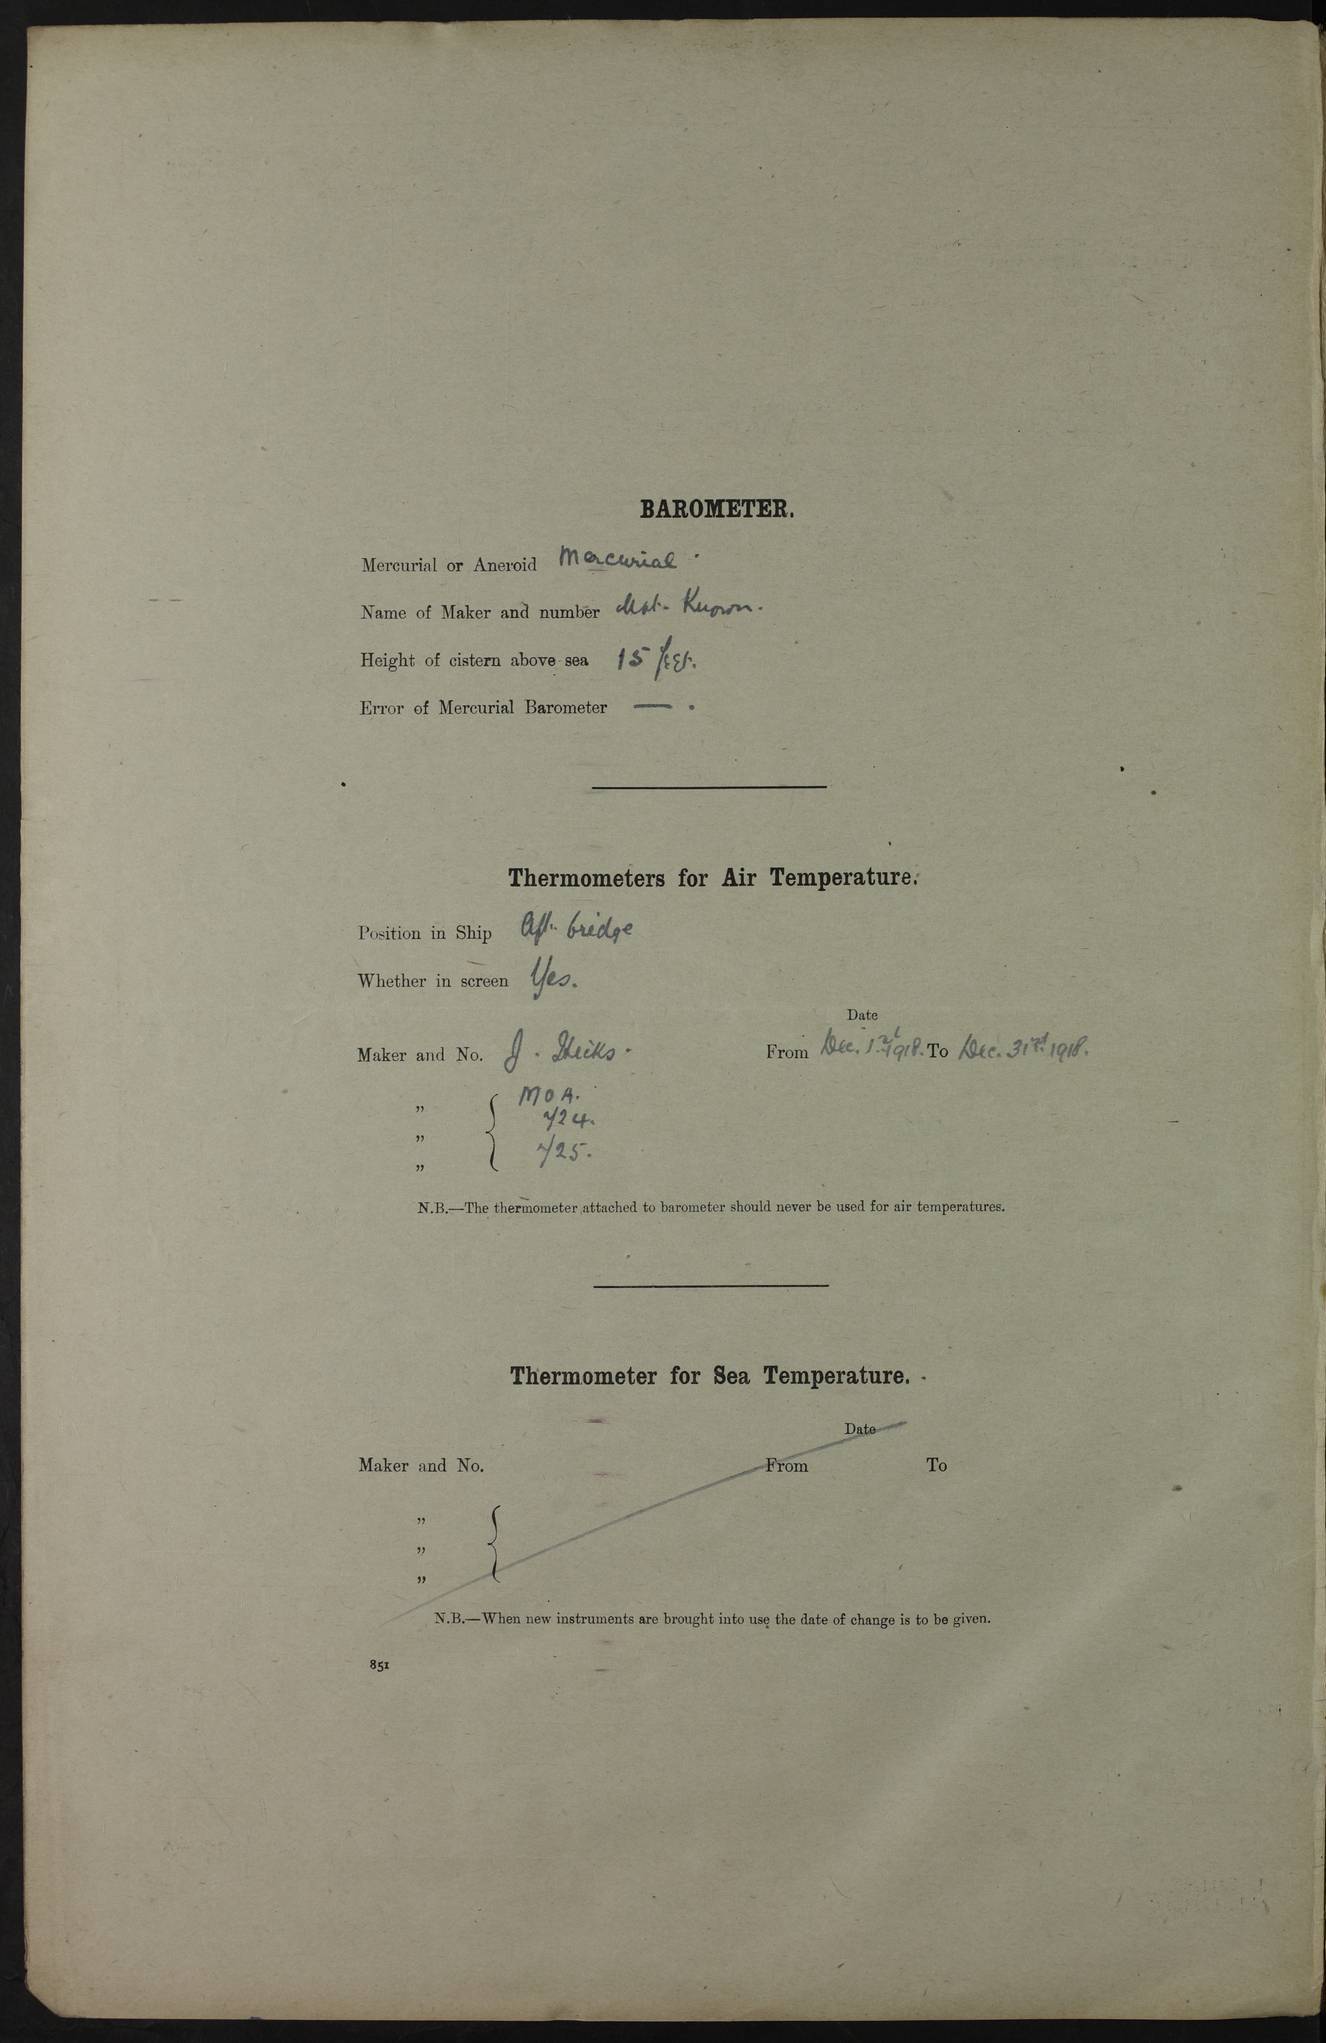 BAROMETER.
Mercurial or Aneroid Mercurial.
Name of Maker and number Not Known.
Height of cistern above sea 15 feet.
Error of Mercurial Barometer — .
Thermometers for Air Temperature.
Position in Ship Aft bridge
Whether in screen Yes.
Date
Maker and No. J. Hicks. From Dec. 1st 1918. To Dec. 31st 1918.
„ { MOA.
„ 724.
„ 725.
N.B.—The thermometer attached to barometer should never be used for air temperatures.
Thermometer for Sea Temperature.
Date
Maker and No. From To
„ {
„
„
N.B.—When new instruments are brought into use the date of change is to be given.
851